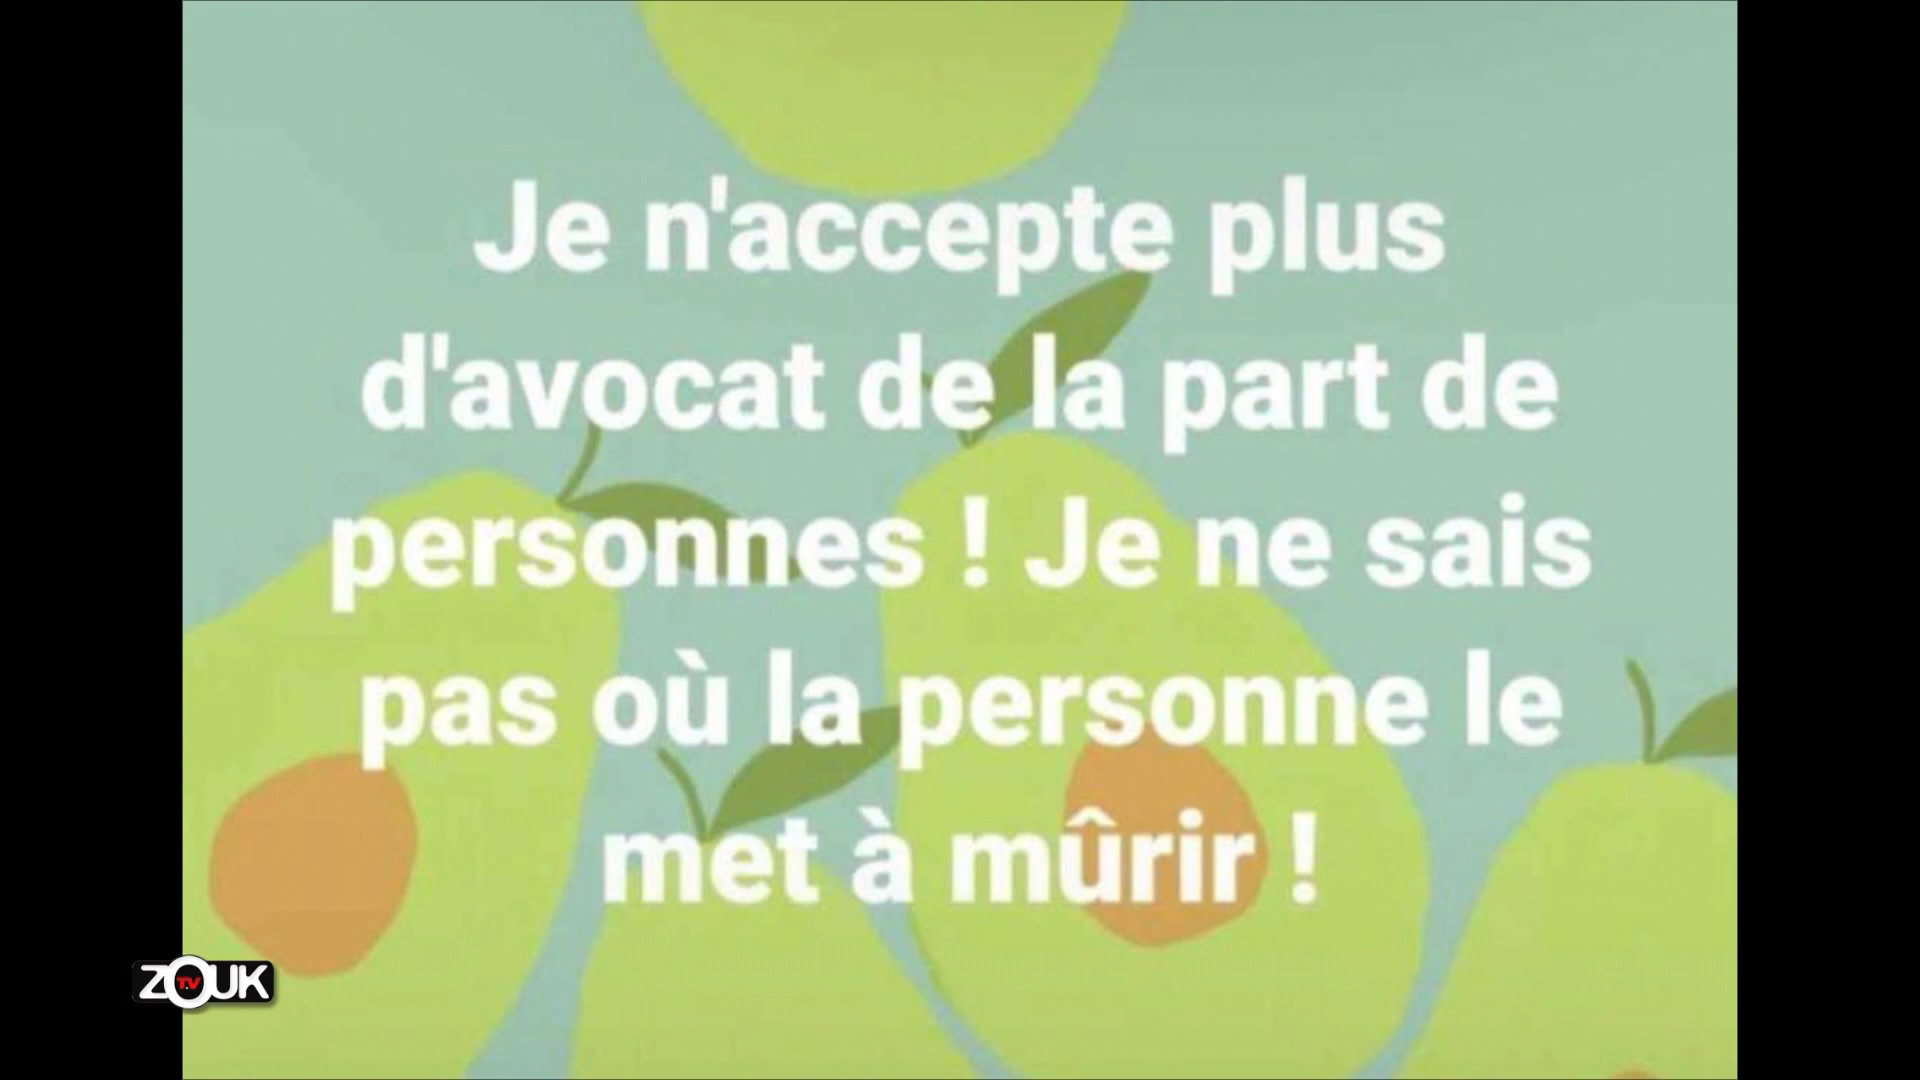 Je n'accepte plus
d'avocat de la part de
personnes ! Je ne sais
pas où la personne le
met à mûrir !
ZOUK
TV